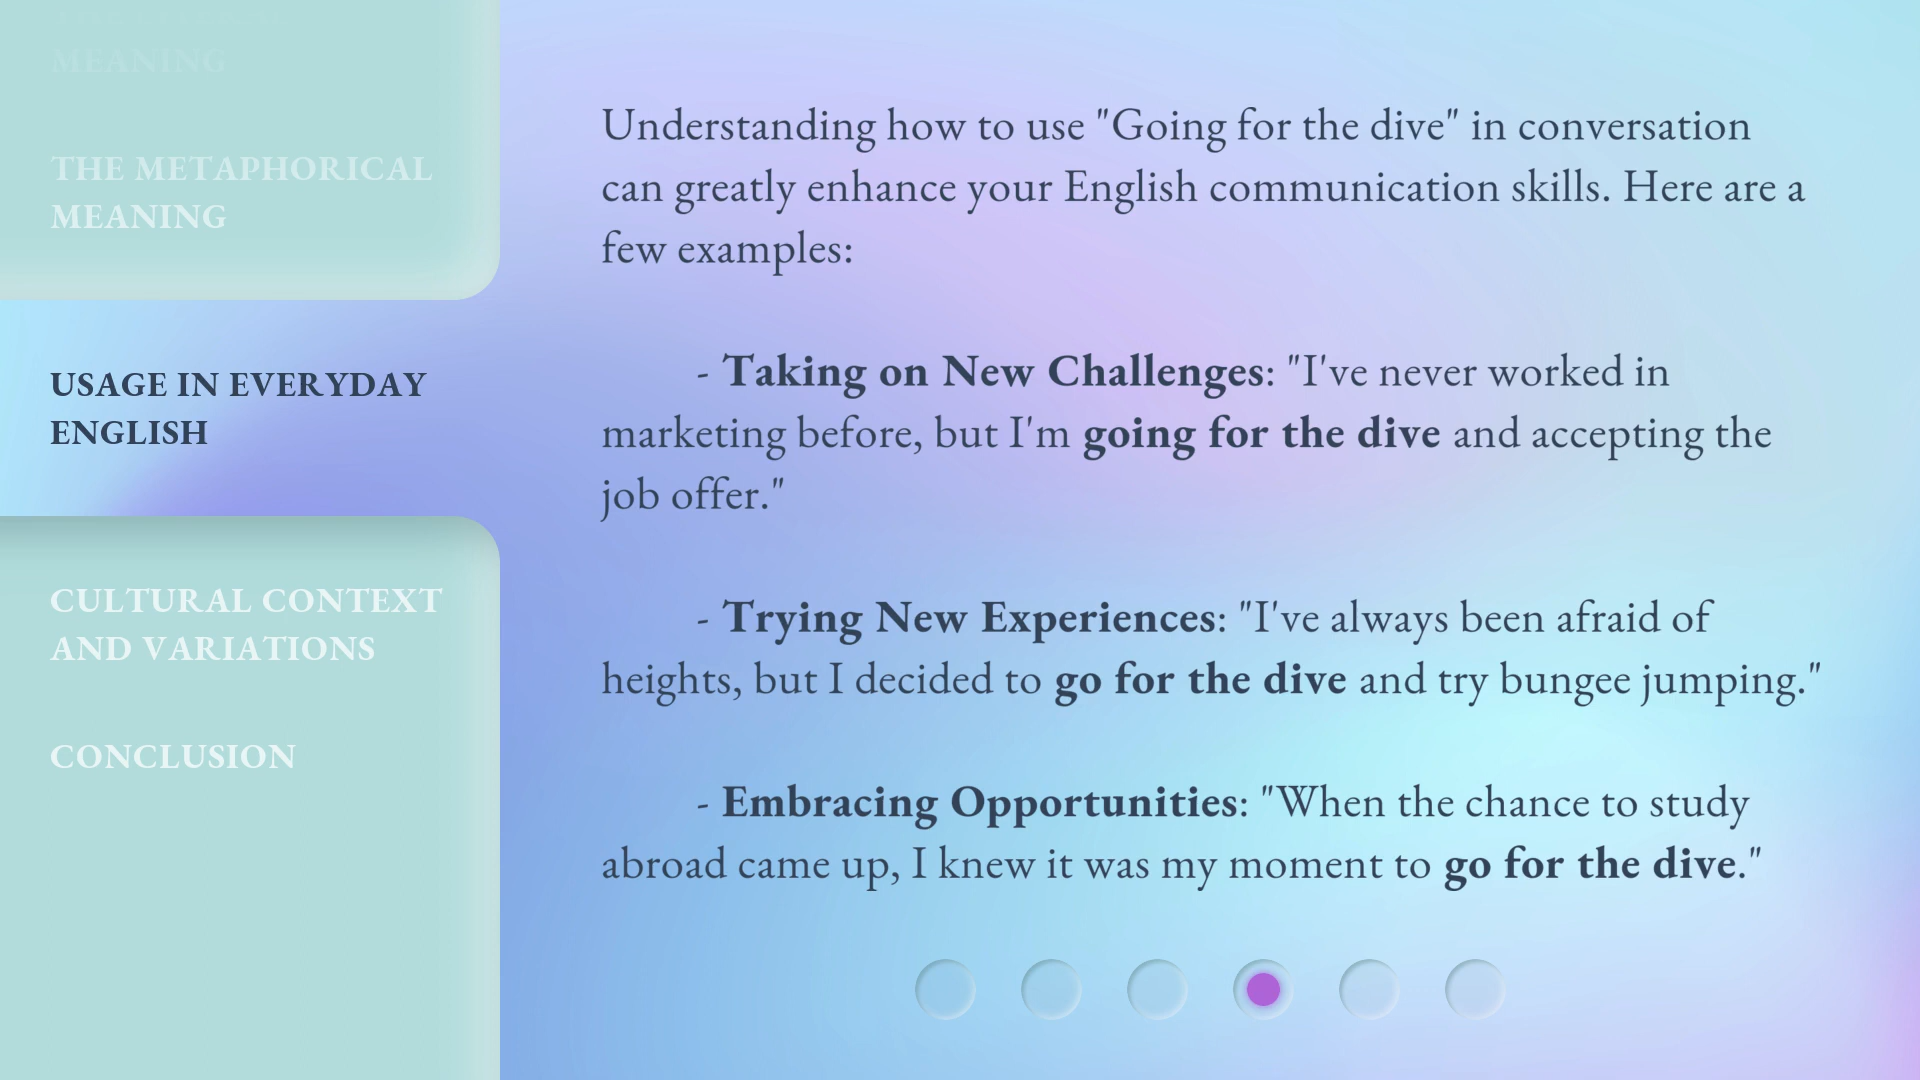 MEANING
THE METAPHORICAL
MEANING
USAGE IN EVERYDAY
ENGLISH
CULTURAL CONTEXT
AND VARIATIONS
CONCLUSION
Understanding how to use "Going for the dive" in conversation
can greatly enhance your English communication skills. Here are a
few examples:
- Taking on New Challenges: "I've never worked in
marketing before, but I'm going for the dive and accepting the
job offer."
- Trying New Experiences: "I've always been afraid of
heights, but I decided to go for the dive and try bungee jumping."
- Embracing Opportunities: "When the chance to study
abroad came up, I knew it was my moment to go for the dive."